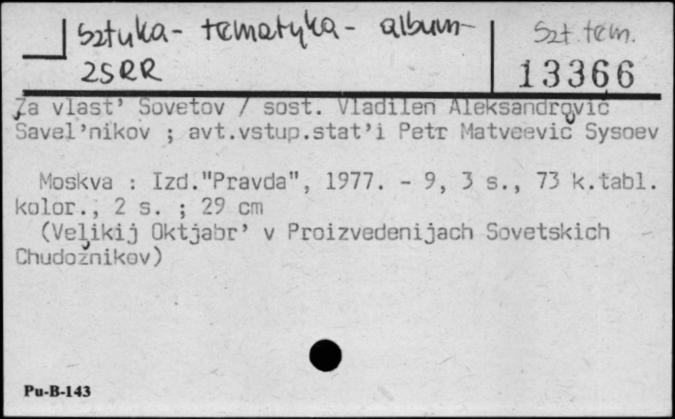 Sztuka - tematyka - album -
Szt. tem.
ZSRR
13366
Za vlast' Sovetov / sost. Vladilen Aleksandrovič
Savel'nikov ; avt.vstup.stat'i Petr Matveevic Sysoev
Moskva : Izd."Pravda", 1977. - 9, 3 s., 73 k.tabl.
kolor., 2 s. ; 29 cm
(Velikij Oktjabr' v Proizvedenijach Sovetskich
Chudožnikov)
Pu-B-143